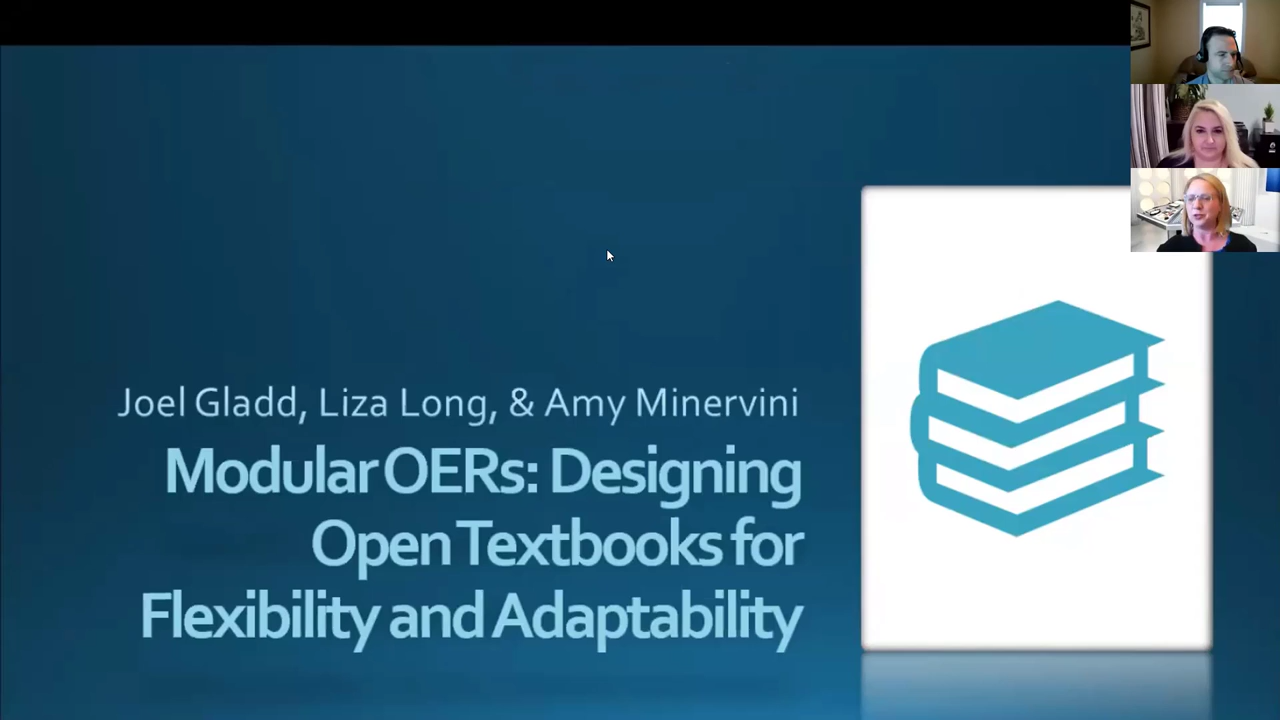 Joel Gladd, Liza Long, & Amy Minervini
Modular OERs: Designing
Open Textbooks for
Flexibility and Adaptability